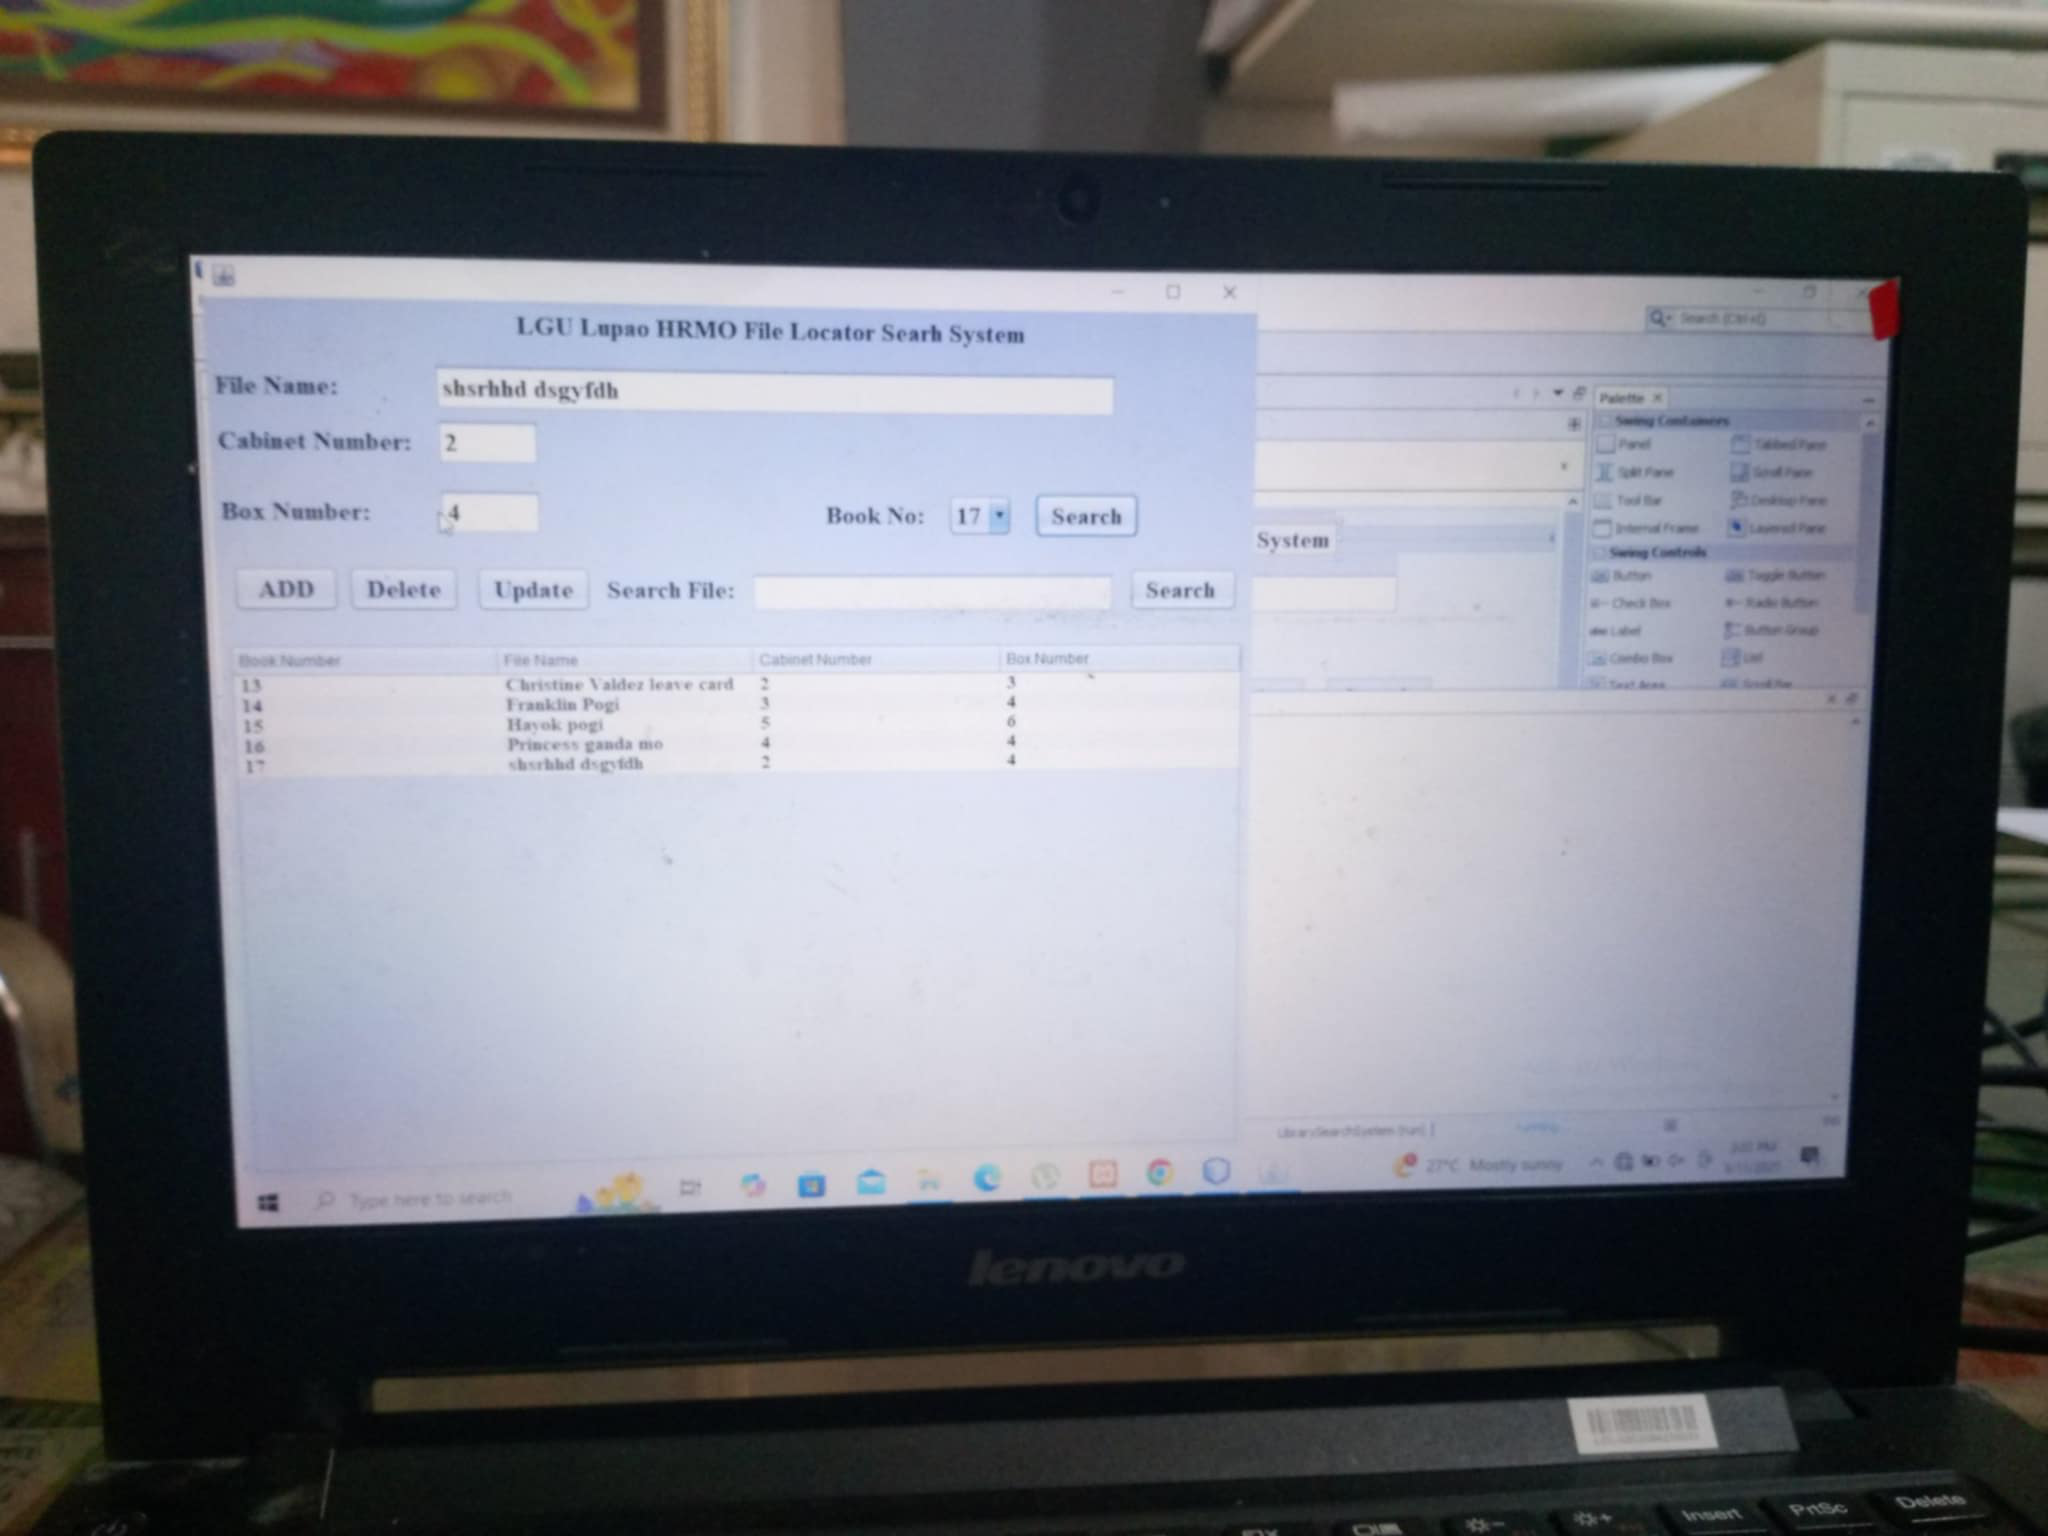 LGU Lupao HRMO File Locator Searh System
File Name: shsrhhd dsgyfdh
Cabinet Number: 2
Box Number: 4 Book No: 17 Search
ADD Delete Update Search File: Search
Book Number File Name Cabinet Number Box Number
13 Christine Valdez leave card 2 3
14 Franklin Pogi 3 4
15 Hayok pogi 5 6
16 Princess ganda mo 4 4
17 shsrhhd dsgyfdh 2 4
Search (Ctrl+I)
Palette
Swing Containers
Panel Tabbed Pane
Split Pane Scroll Pane
Tool Bar Desktop Pane
Internal Frame Layered Pane
System
Swing Controls
Button Toggle Button
Check Box Radio Button
Label Button Group
Combo Box List
Text Area Scroll Bar
LibrarySearchSystem (run)
Type here to search
27°C Mostly sunny
lenovo
Insert PrtSc Delete